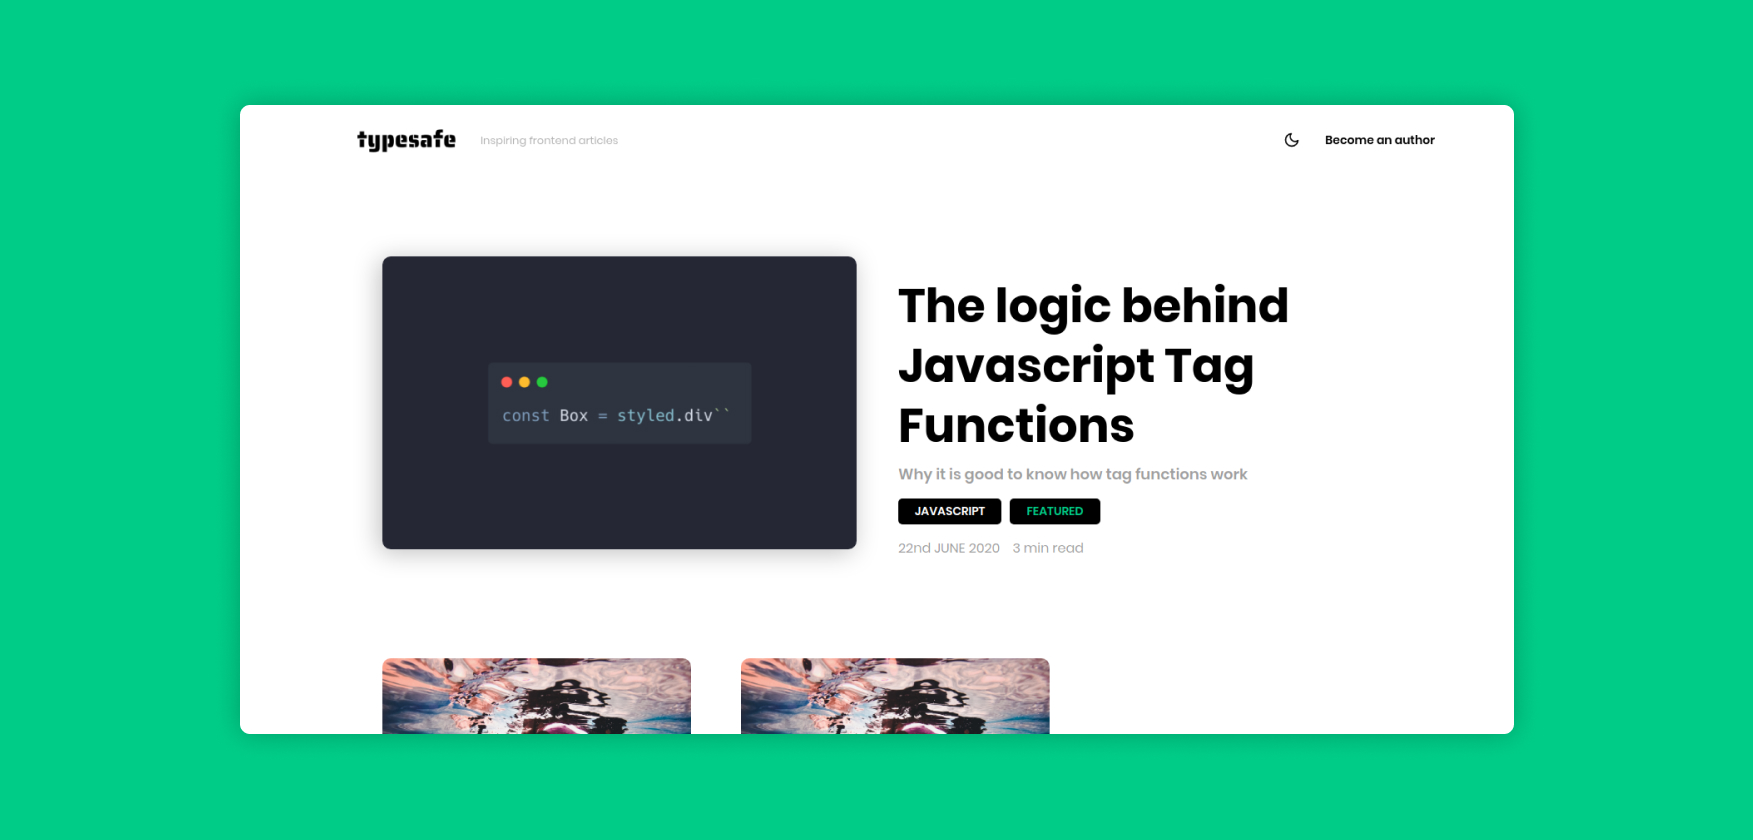 typesafe
Inspiring frontend articles
Become an author
const Box = styled.div``
The logic behind
Javascript Tag
Functions
Why it is good to know how tag functions work
JAVASCRIPT
FEATURED
22nd JUNE 2020
3 min read